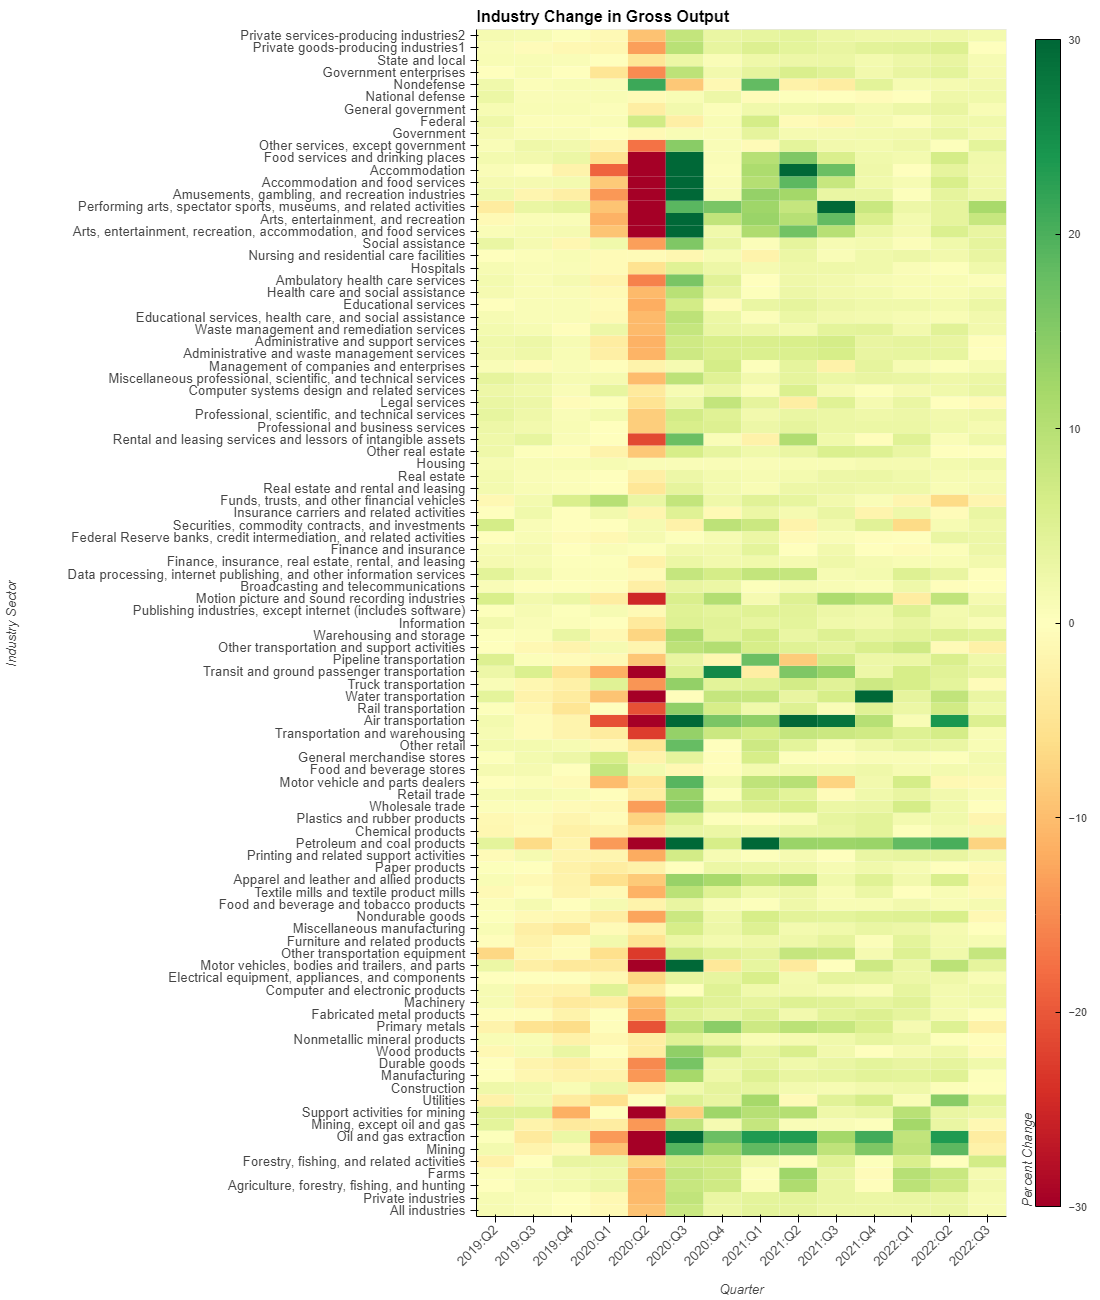 Industry Change in Gross Output
Private services-producing industries2
Private goods-producing industries1
State and local
Government enterprises
Nondefense
National defense
General government
Federal
Government
Other services, except government
Food services and drinking places
Accommodation
Accommodation and food services
Amusements, gambling, and recreation industries
Performing arts, spectator sports, museums, and related activities
Arts, entertainment, and recreation
Arts, entertainment, recreation, accommodation, and food services
Social assistance
Nursing and residential care facilities
Hospitals
Ambulatory health care services
Health care and social assistance
Educational services
Educational services, health care, and social assistance
Waste management and remediation services
Administrative and support services
Administrative and waste management services
Management of companies and enterprises
Miscellaneous professional, scientific, and technical services
Computer systems design and related services
Legal services
Professional, scientific, and technical services
Professional and business services
Rental and leasing services and lessors of intangible assets
Other real estate
Housing
Real estate
Real estate and rental and leasing
Funds, trusts, and other financial vehicles
Insurance carriers and related activities
Securities, commodity contracts, and investments
Federal Reserve banks, credit intermediation, and related activities
Finance and insurance
Finance, insurance, real estate, rental, and leasing
Data processing, internet publishing, and other information services
Broadcasting and telecommunications
Motion picture and sound recording industries
Publishing industries, except internet (includes software)
Information
Warehousing and storage
Other transportation and support activities
Pipeline transportation
Transit and ground passenger transportation
Truck transportation
Water transportation
Rail transportation
Air transportation
Transportation and warehousing
Other retail
General merchandise stores
Food and beverage stores
Motor vehicle and parts dealers
Retail trade
Wholesale trade
Plastics and rubber products
Chemical products
Petroleum and coal products
Printing and related support activities
Paper products
Apparel and leather and allied products
Textile mills and textile product mills
Food and beverage and tobacco products
Nondurable goods
Miscellaneous manufacturing
Furniture and related products
Other transportation equipment
Motor vehicles, bodies and trailers, and parts
Electrical equipment, appliances, and components
Computer and electronic products
Machinery
Fabricated metal products
Primary metals
Nonmetallic mineral products
Wood products
Durable goods
Manufacturing
Construction
Utilities
Support activities for mining
Mining, except oil and gas
Oil and gas extraction
Mining
Forestry, fishing, and related activities
Farms
Agriculture, forestry, fishing, and hunting
Private industries
All industries
Industry Sector
2019:Q2
2019:Q3
2019:Q4
2020:Q1
2020:Q2
2020:Q3
2020:Q4
2021:Q1
2021:Q2
2021:Q3
2021:Q4
2022:Q1
2022:Q2
2022:Q3
Quarter
30
20
10
0
−10
−20
−30
Percent Change